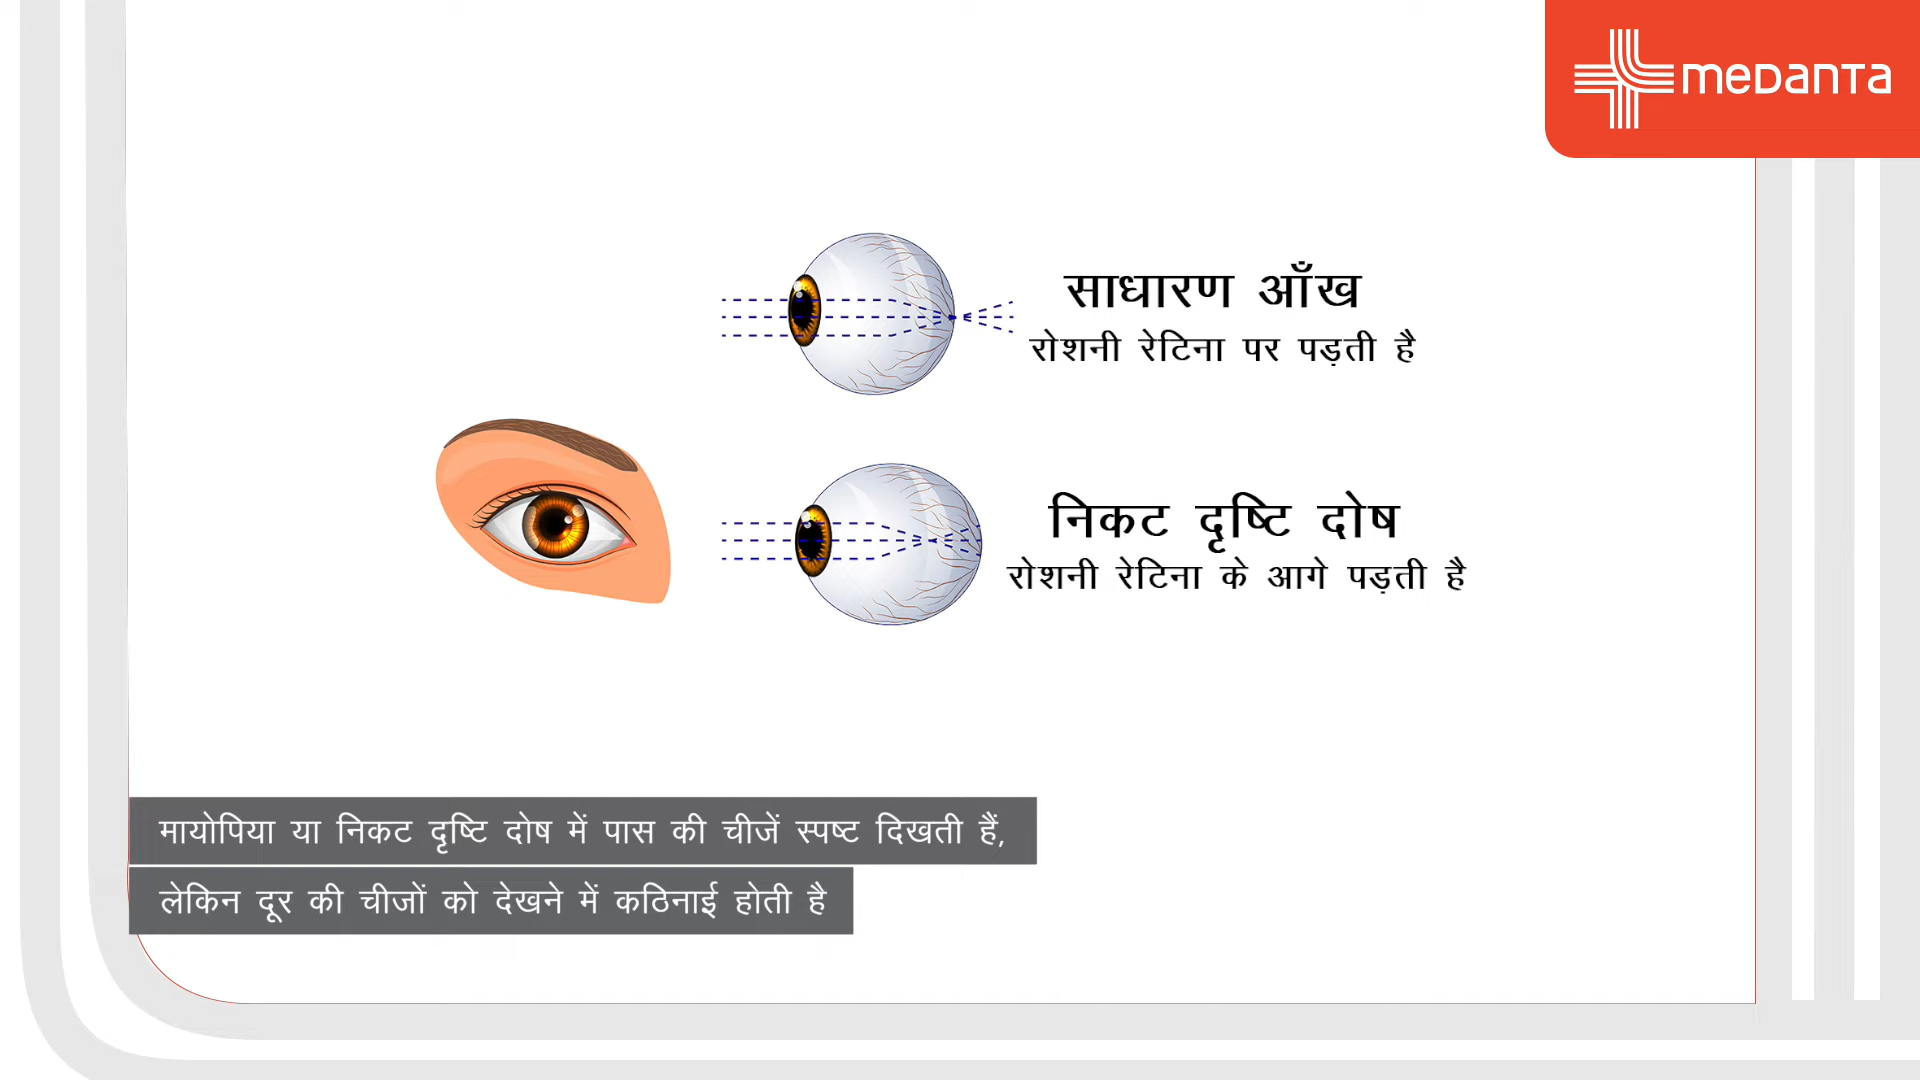 medanta
साधारण आँख
रोशनी रेटिना पर पड़ती है
निकट दृष्टि दोष
रोशनी रेटिना के आगे पड़ती है
मायोपिया या निकट दृष्टि दोष में पास की चीजें स्पष्ट दिखती हैं,
लेकिन दूर की चीजों को देखने में कठिनाई होती है